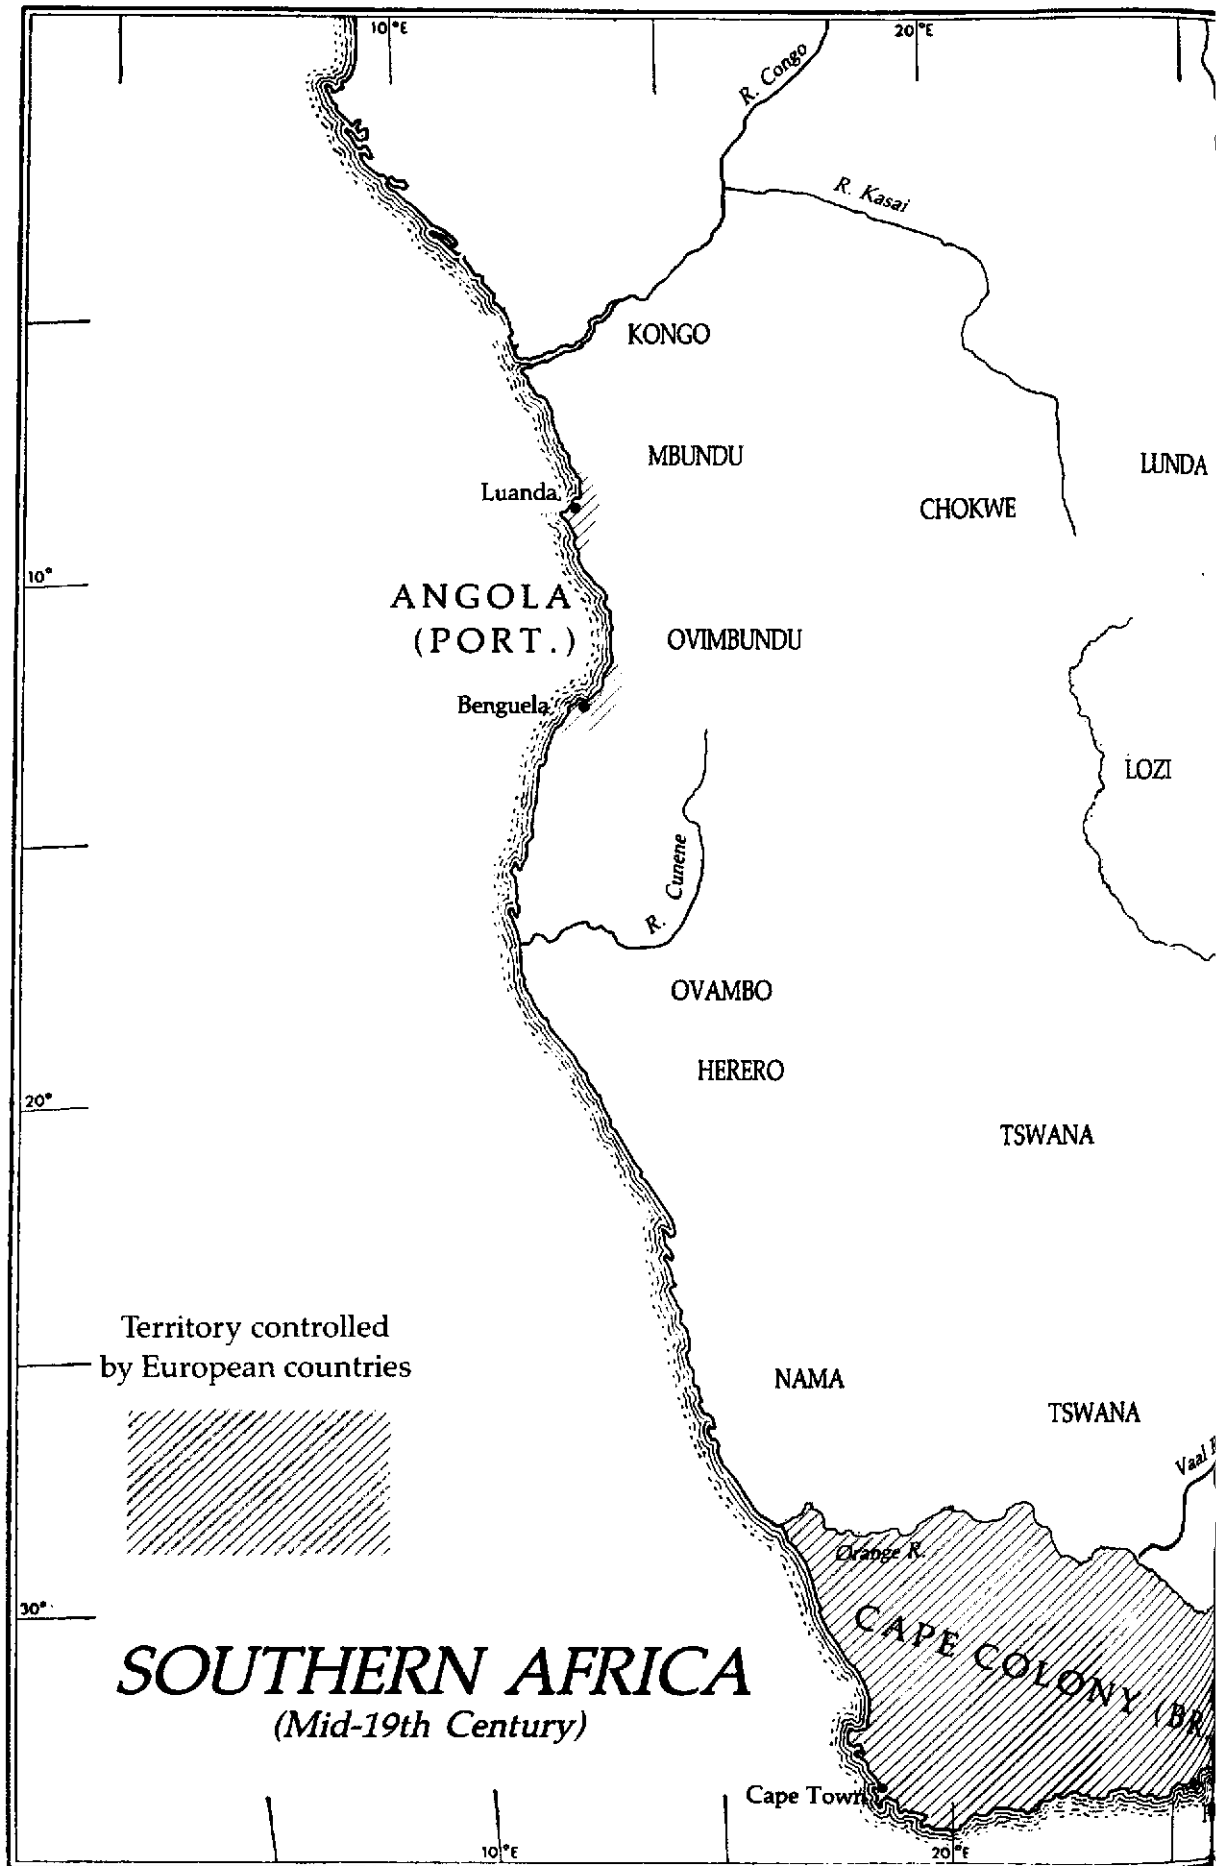 10°E
20°E
R. Congo
R. Kasai
KONGO
MBUNDU
LUNDA
Luanda
CHOKWE
10°
ANGOLA
(PORT.)
OVIMBUNDU
Benguela
LOZI
R. Cunene
OVAMBO
HERERO
20°
TSWANA
Territory controlled
by European countries
NAMA
TSWANA
Vaal
Orange R.
30°
CAPE COLONY (BR.
SOUTHERN AFRICA
(Mid-19th Century)
Cape Town
10°E
20°E